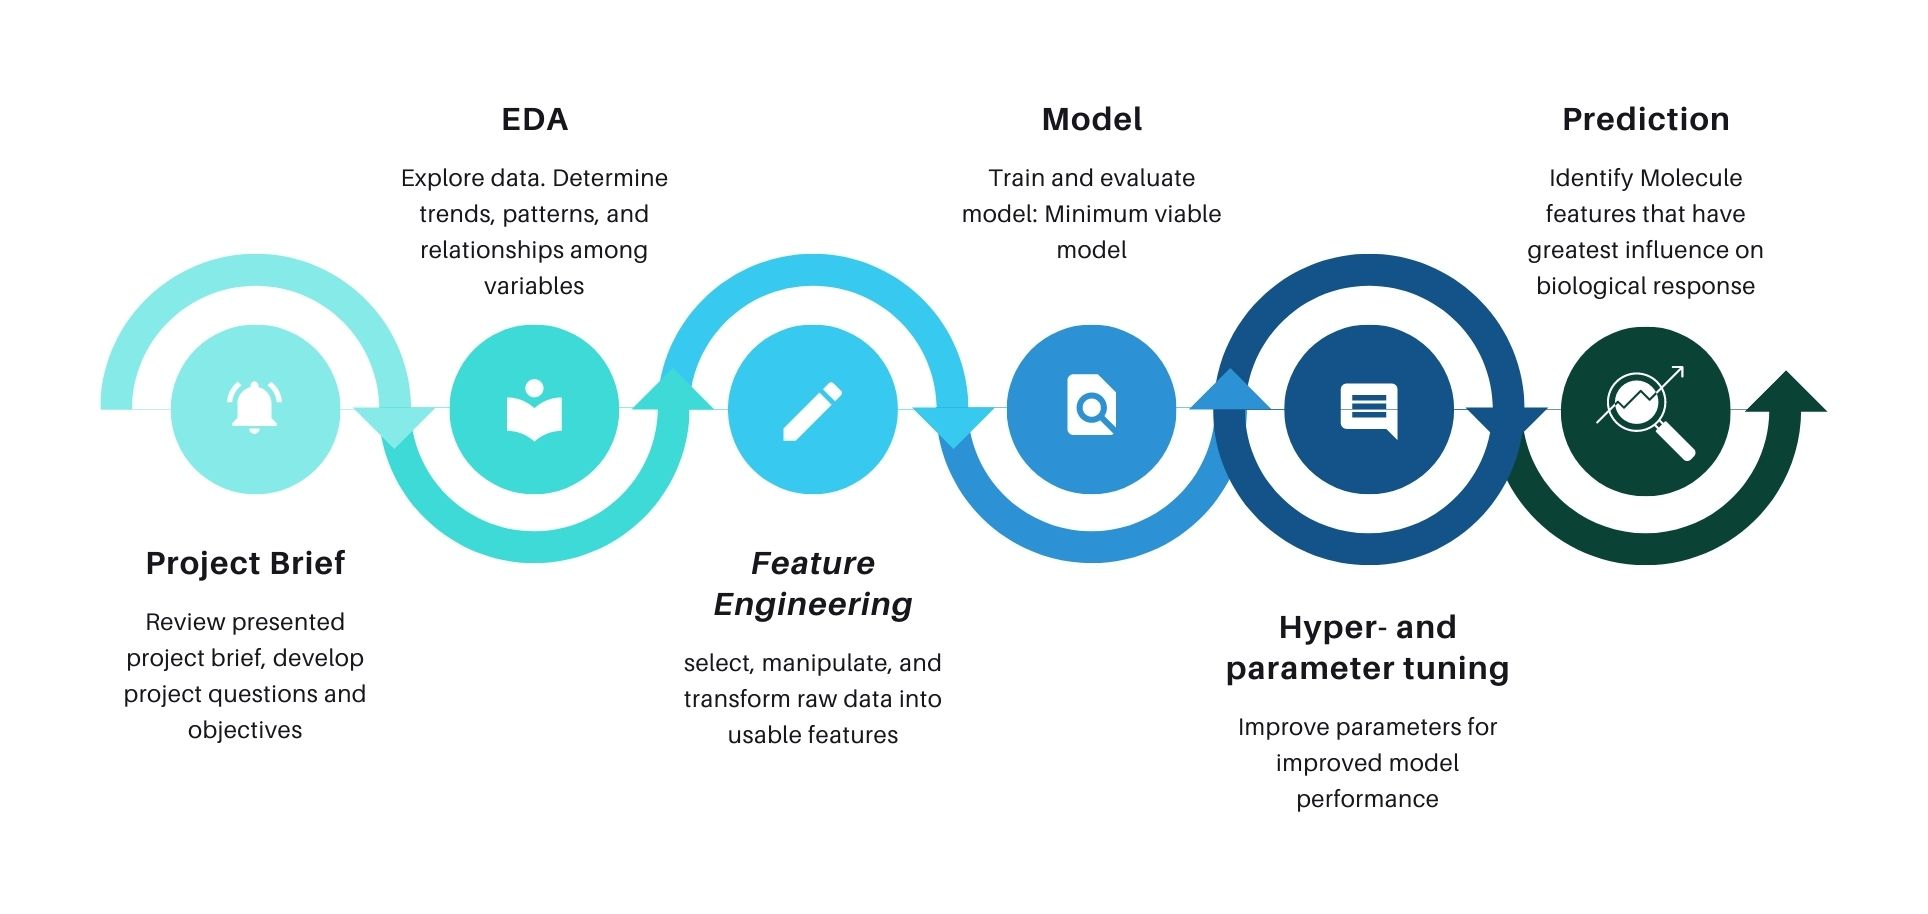 Project Brief
Review presented
project brief, develop
project questions and
objectives
EDA
Explore data. Determine
trends, patterns, and
relationships among
variables
Feature
Engineering
select, manipulate, and
transform raw data into
usable features
Model
Train and evaluate
model: Minimum viable
model
Hyper- and
parameter tuning
Improve parameters for
improved model
performance
Prediction
Identify Molecule
features that have
greatest influence on
biological response